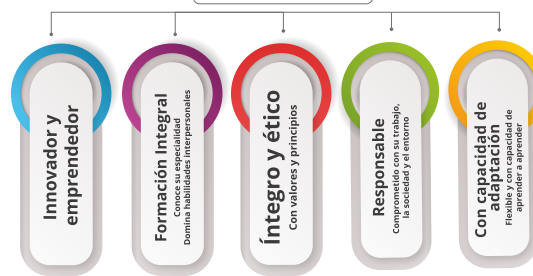 Innovador y
emprendedor
Formación Integral
Conoce su especialidad
Domina habilidades interpersonales
Íntegro y ético
Con valores y principios
Responsable
Comprometido con su trabajo,
la sociedad y el entorno
Con capacidad de
adaptación
Flexible y con capacidad de
aprender a aprender